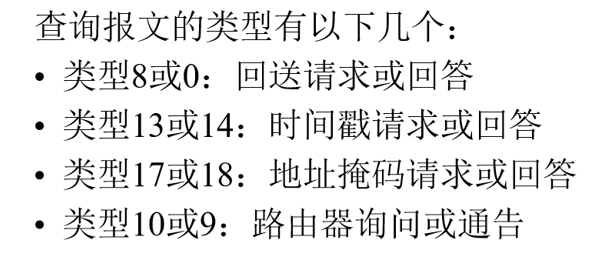 查询报文的类型有以下几个：
• 类型8或0：回送请求或回答
• 类型13或14：时间戳请求或回答
• 类型17或18：地址掩码请求或回答
• 类型10或9：路由器询问或通告